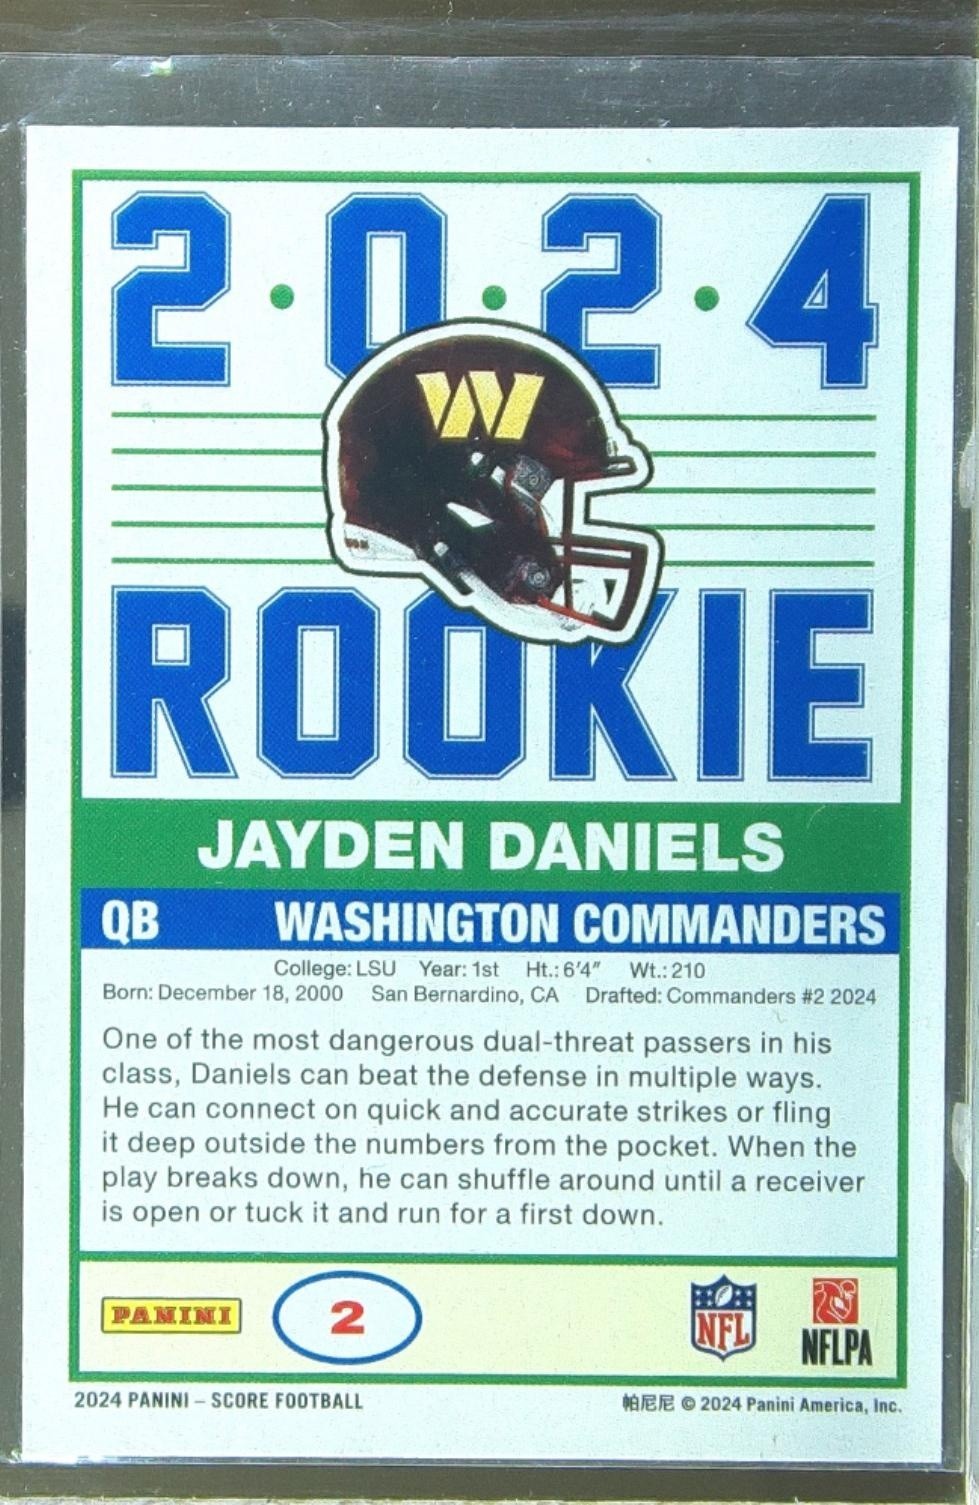 2·0·2·4
W
ROOKIE
JAYDEN DANIELS
QB WASHINGTON COMMANDERS
College: LSU Year: 1st Ht.: 6'4" Wt.: 210
Born: December 18, 2000 San Bernardino, CA Drafted: Commanders #2 2024
One of the most dangerous dual-threat passers in his
class, Daniels can beat the defense in multiple ways.
He can connect on quick and accurate strikes or fling
it deep outside the numbers from the pocket. When the
play breaks down, he can shuffle around until a receiver
is open or tuck it and run for a first down.
PANINI 2 NFL NFLPA
2024 PANINI – SCORE FOOTBALL 帕尼尼 © 2024 Panini America, Inc.